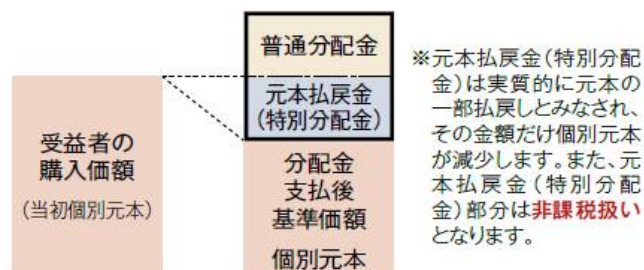 普通分配金
元本払戻金
(特別分配金)
受益者の
購入価額
(当初個別元本)
分配金
支払後
基準価額
個別元本
※元本払戻金(特別分配
金)は実質的に元本の
一部払戻しとみなされ、
その金額だけ個別元本
が減少します。また、元
本払戻金(特別分配
金)部分は非課税扱い
となります。